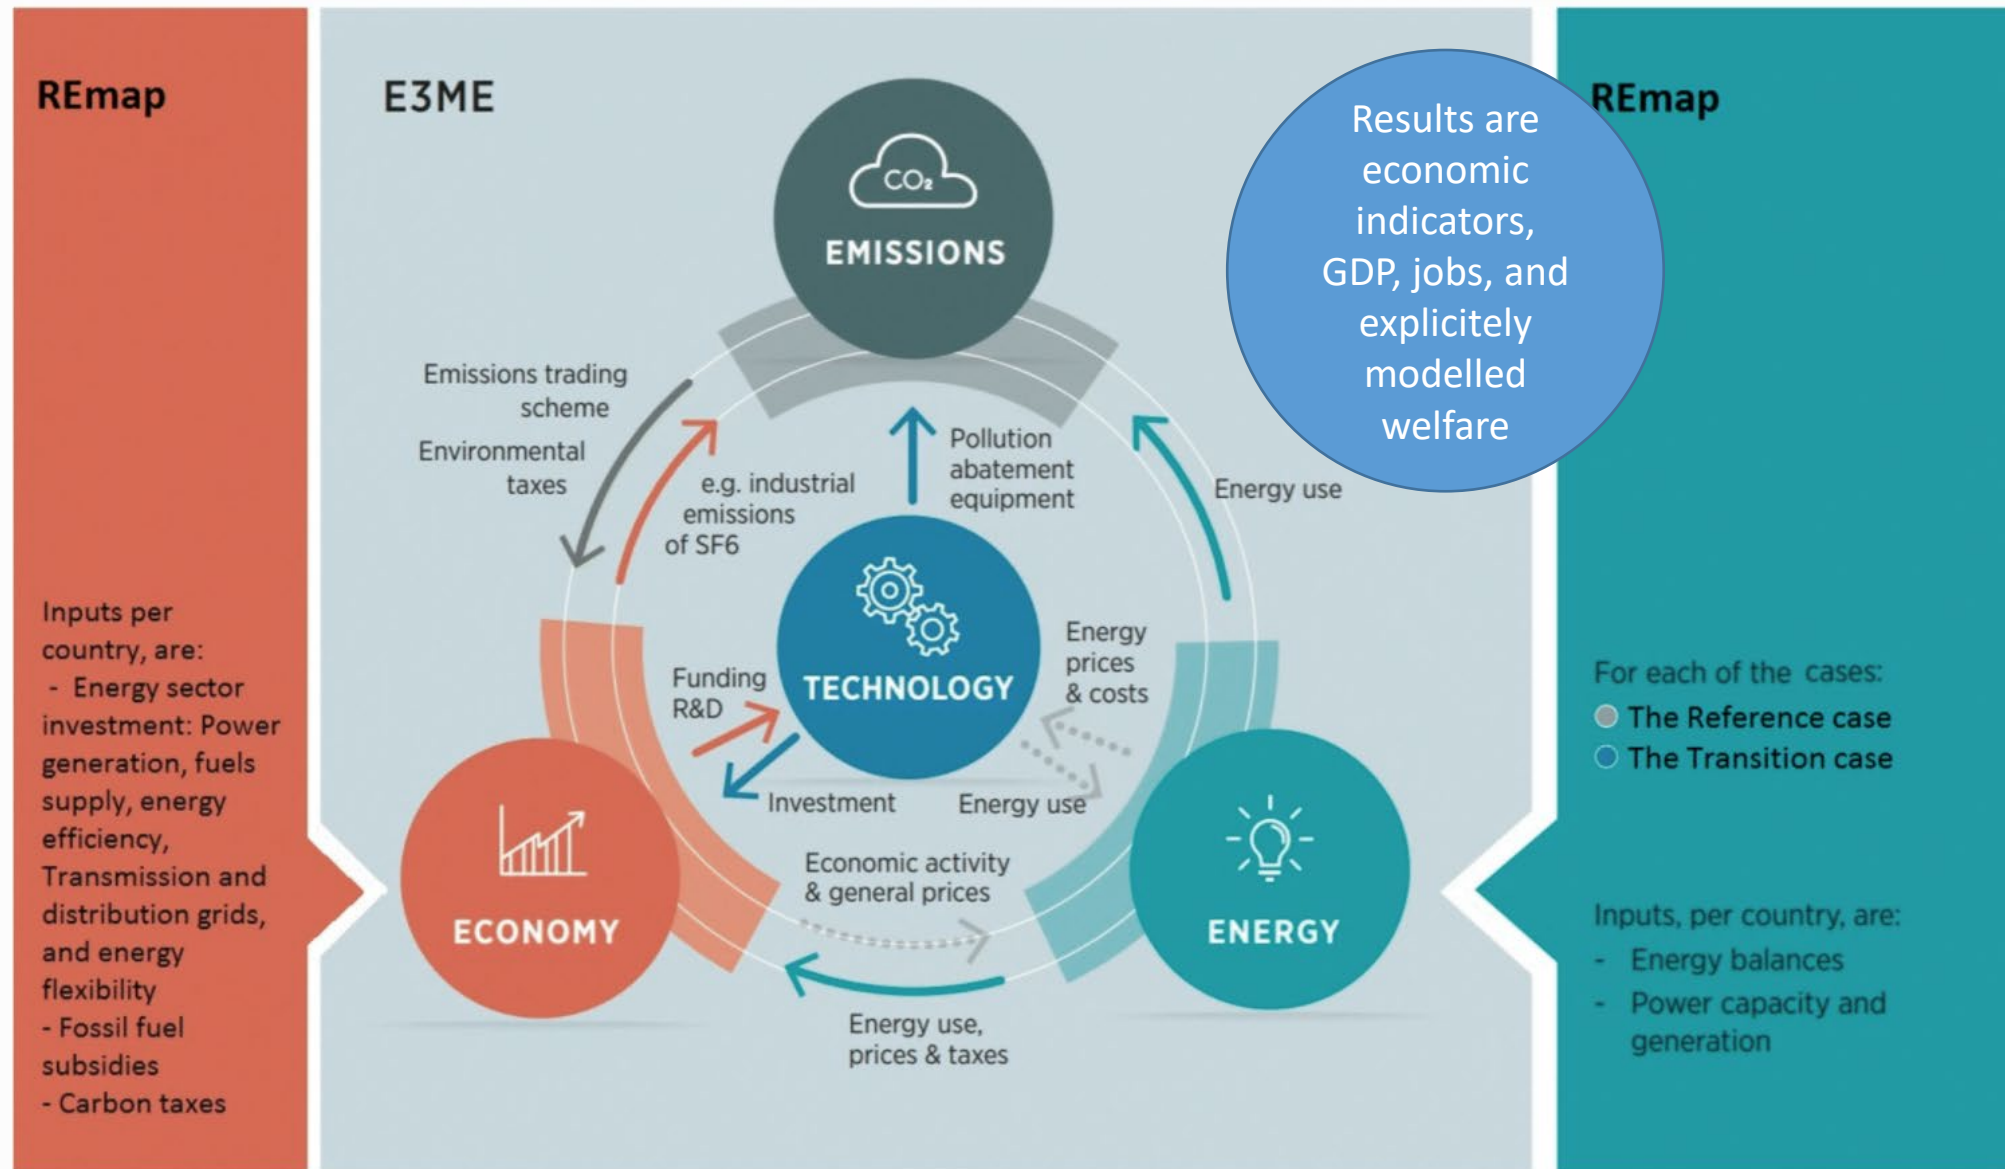 REmap
Inputs per
country, are:
- Energy sector
investment: Power
generation, fuels
supply, energy
efficiency,
Transmission and
distribution grids,
and energy
flexibility
- Fossil fuel
subsidies
- Carbon taxes
E3ME
CO₂
EMISSIONS
Emissions trading
scheme
Environmental
taxes
e.g. industrial
emissions
of SF6
Pollution
abatement
equipment
Energy use
TECHNOLOGY
Funding
R&D
Investment
Energy
prices
& costs
Energy use
Economic activity
& general prices
ECONOMY
ENERGY
Energy use,
prices & taxes
Results are
economic
indicators,
GDP, jobs, and
explicitely
modelled
welfare
REmap
For each of the cases:
The Reference case
The Transition case
Inputs, per country, are:
- Energy balances
- Power capacity and
generation